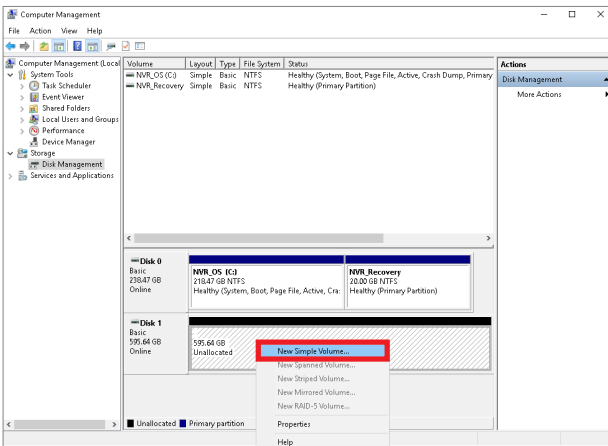 Computer Management
File Action View Help
Computer Management (Local
System Tools
Task Scheduler
Event Viewer
Shared Folders
Local Users and Groups
Performance
Device Manager
Storage
Disk Management
Services and Applications
Volume Layout Type File System Status
NVR_OS (C:) Simple Basic NTFS Healthy (System, Boot, Page File, Active, Crash Dump, Primary
NVR_Recovery Simple Basic NTFS Healthy (Primary Partition)
Actions
Disk Management
More Actions
Disk 0
Basic
238.47 GB
Online
NVR_OS (C:)
218.47 GB NTFS
Healthy (System, Boot, Page File, Active, Cra:
NVR_Recovery
20.00 GB NTFS
Healthy (Primary Partition)
Disk 1
Basic
595.64 GB
Online
595.64 GB
Unallocated
New Simple Volume...
New Spanned Volume...
New Striped Volume...
New Mirrored Volume...
New RAID-5 Volume...
Properties
Help
Unallocated Primary partition